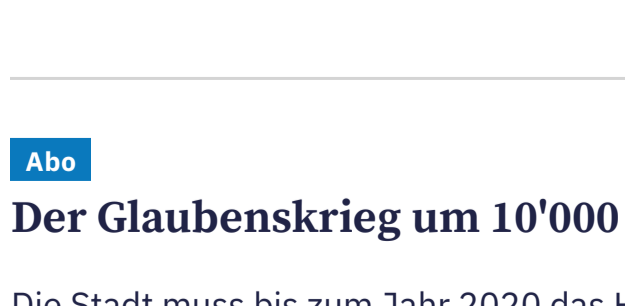 Abo
Der Glaubenskrieg um 10'000
Die Stadt muss bis zum Jahr 2020 das